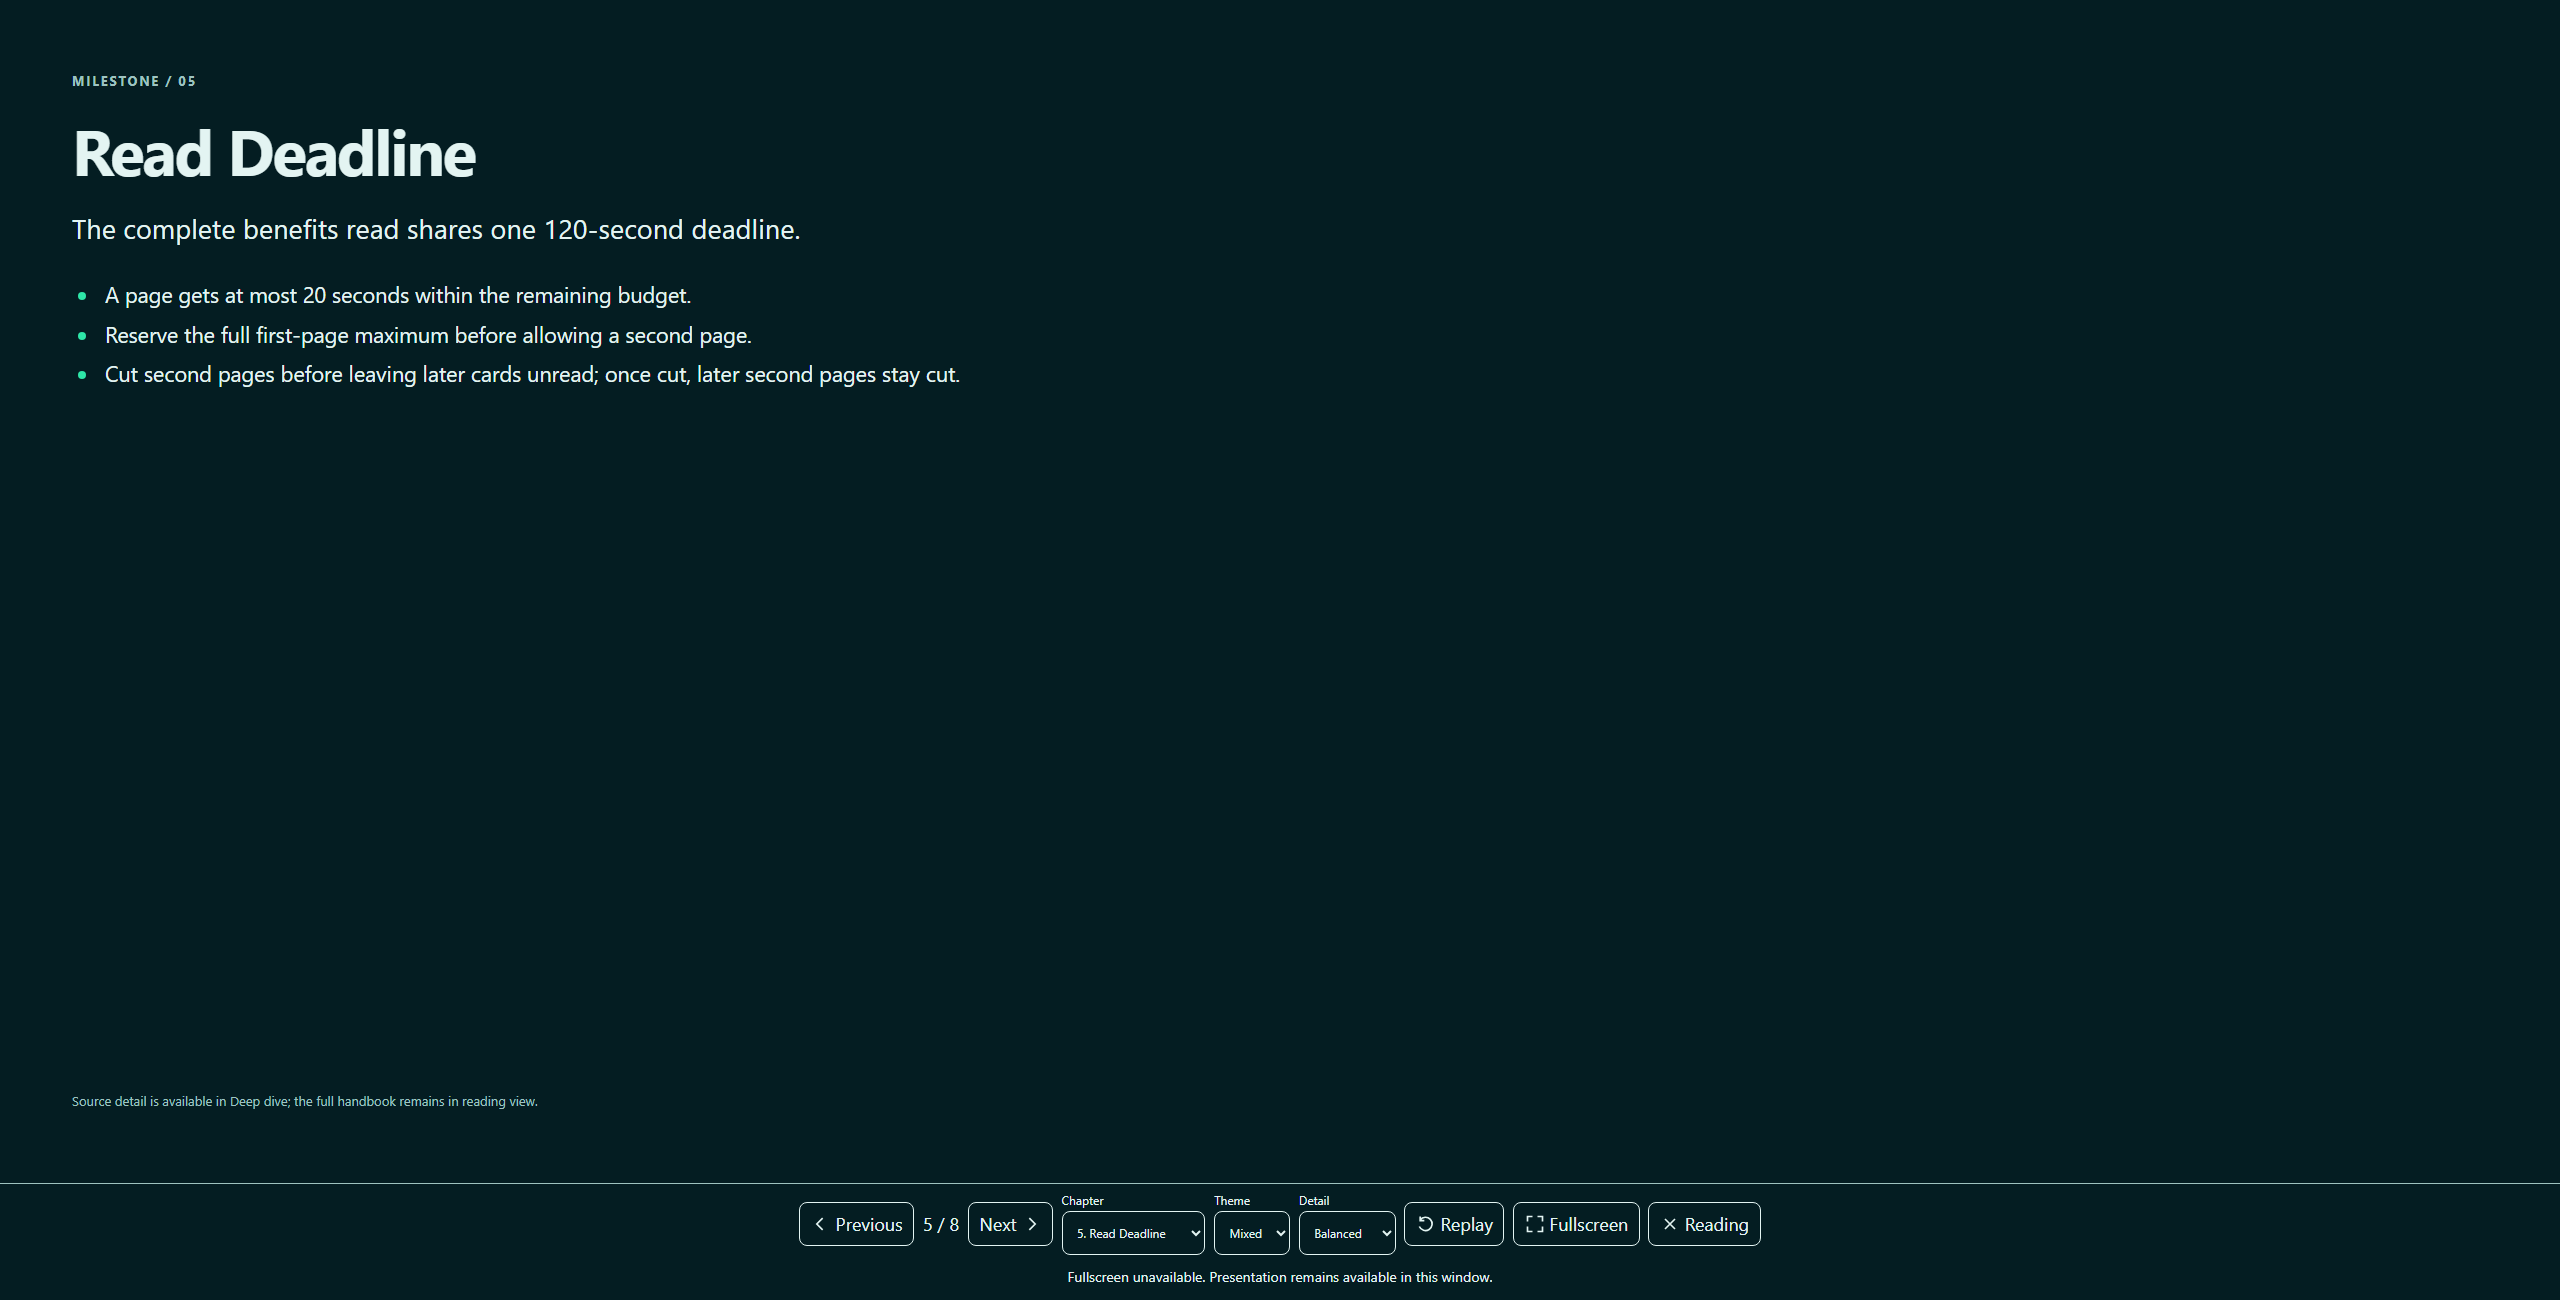 MILESTONE / 05
Read Deadline
The complete benefits read shares one 120-second deadline.
A page gets at most 20 seconds within the remaining budget.
Reserve the full first-page maximum before allowing a second page.
Cut second pages before leaving later cards unread; once cut, later second pages stay cut.
Source detail is available in Deep dive; the full handbook remains in reading view.
Chapter Theme Detail
Previous 5 / 8 Next 5. Read Deadline Mixed Balanced Replay Fullscreen Reading
Fullscreen unavailable. Presentation remains available in this window.